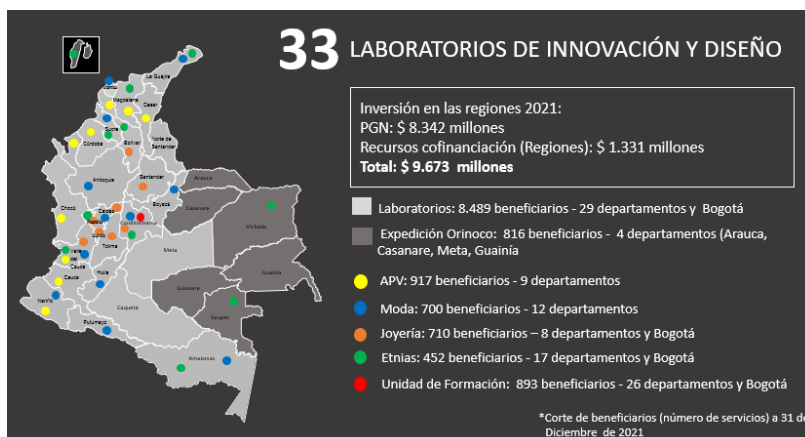 33 LABORATORIOS DE INNOVACIÓN Y DISEÑO
Inversión en las regiones 2021:
PGN: $ 8.342 millones
Recursos cofinanciación (Regiones): $ 1.331 millones
Total: $ 9.673 millones
Laboratorios: 8.489 beneficiarios - 29 departamentos y Bogotá
Expedición Orinoco: 816 beneficiarios - 4 departamentos (Arauca,
Casanare, Meta, Guainía
APV: 917 beneficiarios - 9 departamentos
Moda: 700 beneficiarios - 12 departamentos
Joyería: 710 beneficiarios – 8 departamentos y Bogotá
Etnias: 452 beneficiarios - 17 departamentos y Bogotá
Unidad de Formación: 893 beneficiarios - 26 departamentos y Bogotá
*Corte de beneficiarios (número de servicios) a 31 de
Diciembre de 2021
La Guajira
Magdalena
Cesar
Sucre
Córdoba
Bolívar
Norte de
Santander
Antioquia
Santander
Arauca
Boyacá
Casanare
Chocó
Caldas
Cundinamarca
Vichada
Tolima
Meta
Valle
del
Cauca
Guainía
Cauca
Huila
Guaviare
Nariño
Caquetá
Vaupés
Putumayo
Amazonas